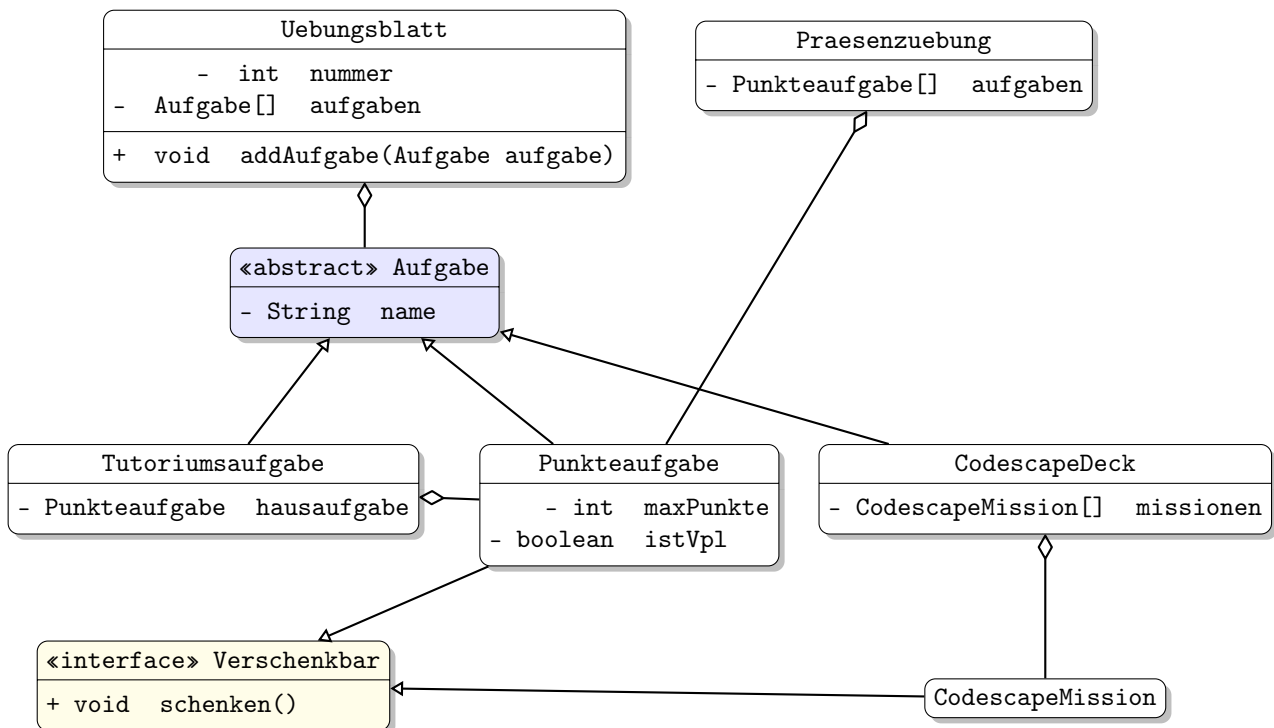 Uebungsblatt
- int nummer
- Aufgabe[] aufgaben
+ void addAufgabe(Aufgabe aufgabe)
Praesenzuebung
- Punkteaufgabe[] aufgaben
«abstract» Aufgabe
- String name
Tutoriumsaufgabe
- Punkteaufgabe hausaufgabe
Punkteaufgabe
- int maxPunkte
- boolean istVpl
CodescapeDeck
- CodescapeMission[] missionen
«interface» Verschenkbar
+ void schenken()
CodescapeMission